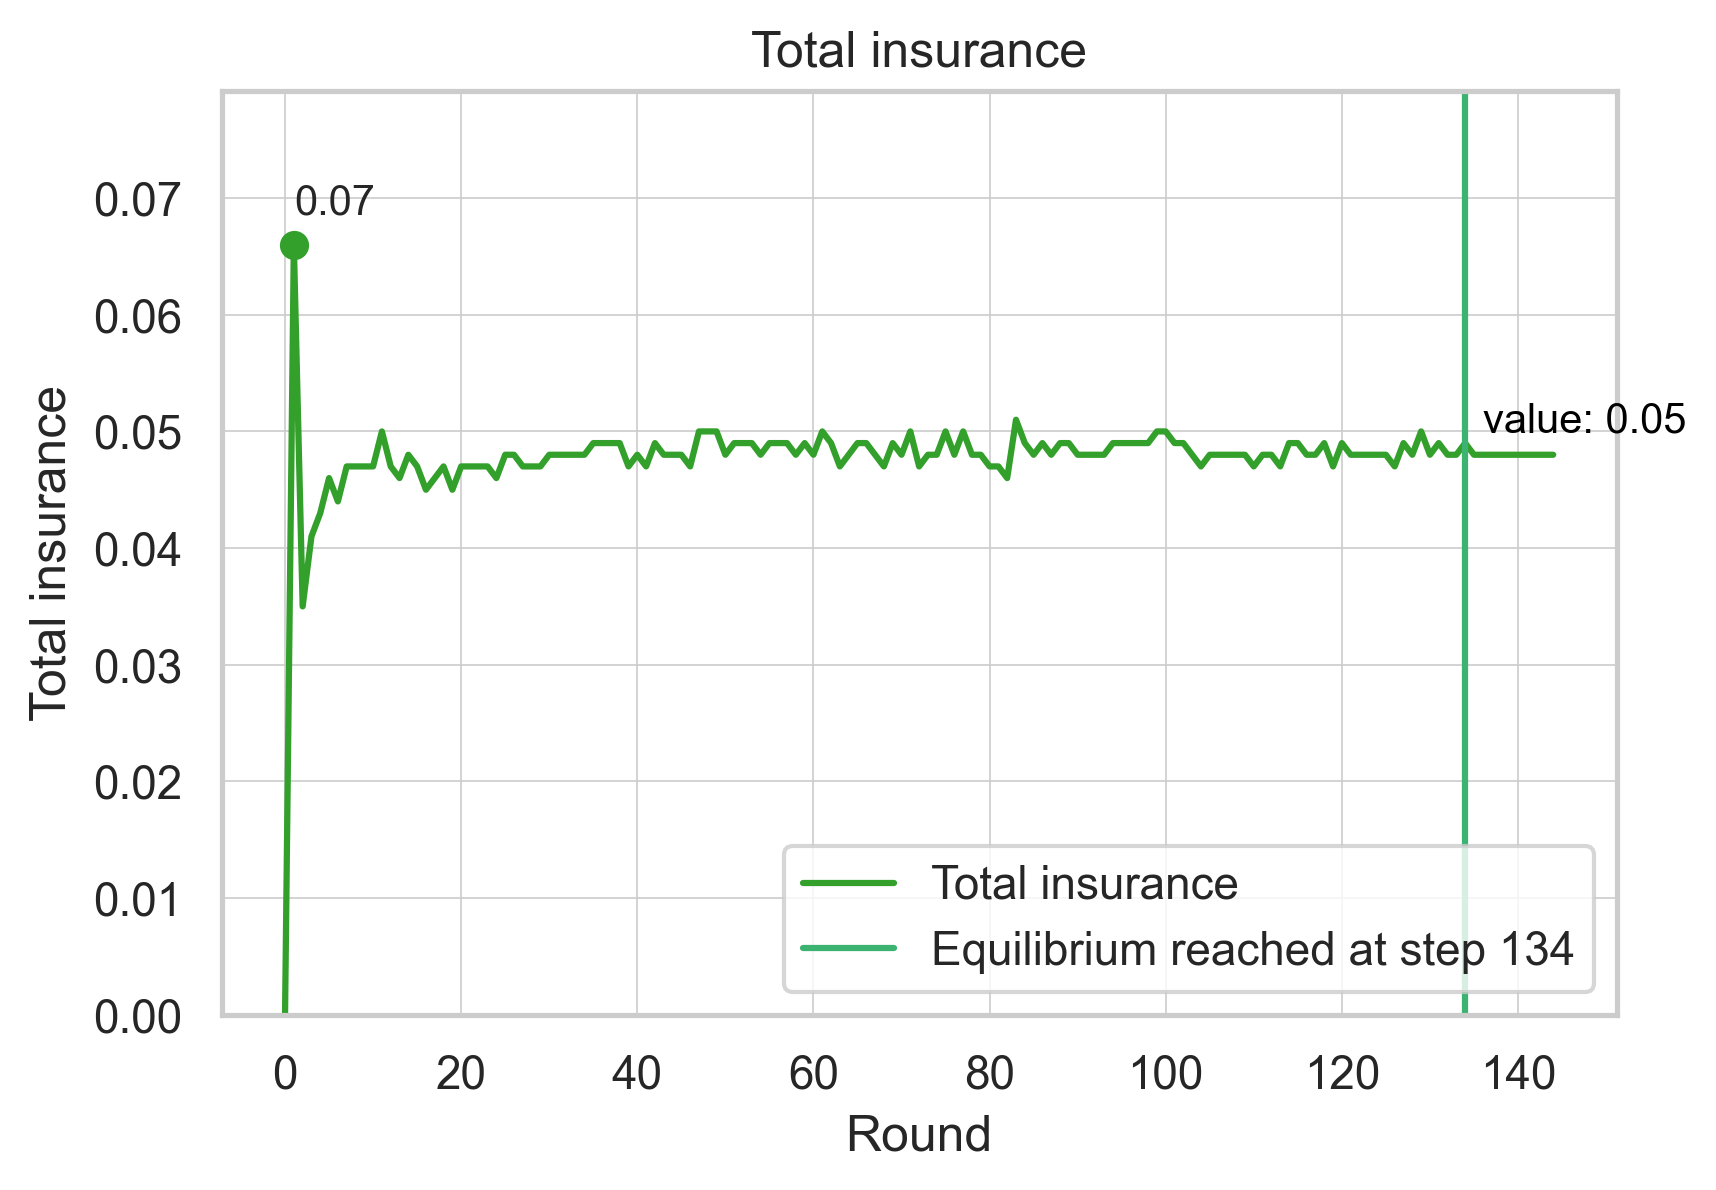 Total insurance
0.07
0.07
0.06
0.05
value: 0.05
0.04
0.03
0.02
0.01
0.00
Total insurance
Total insurance
Equilibrium reached at step 134
0 20 40 60 80 100 120 140
Round